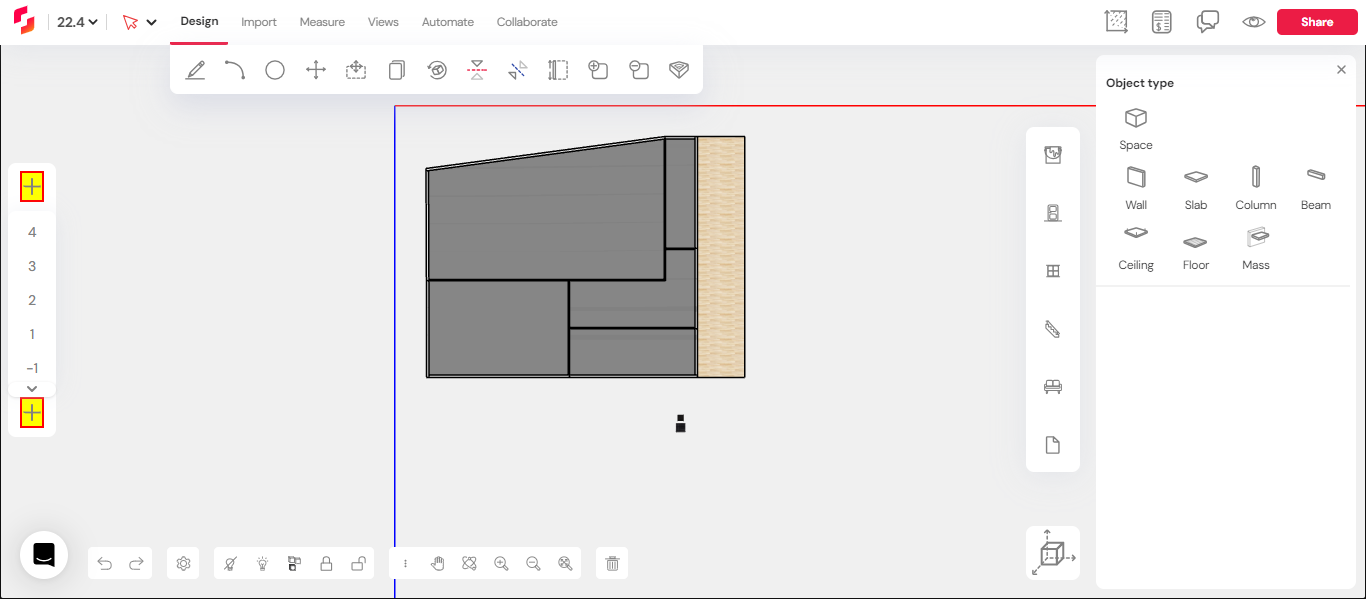 22.4
Design
Import
Measure
Views
Automate
Collaborate
Share
Object type
Space
Wall
Slab
Column
Beam
Ceiling
Floor
Mass
4
3
2
1
-1